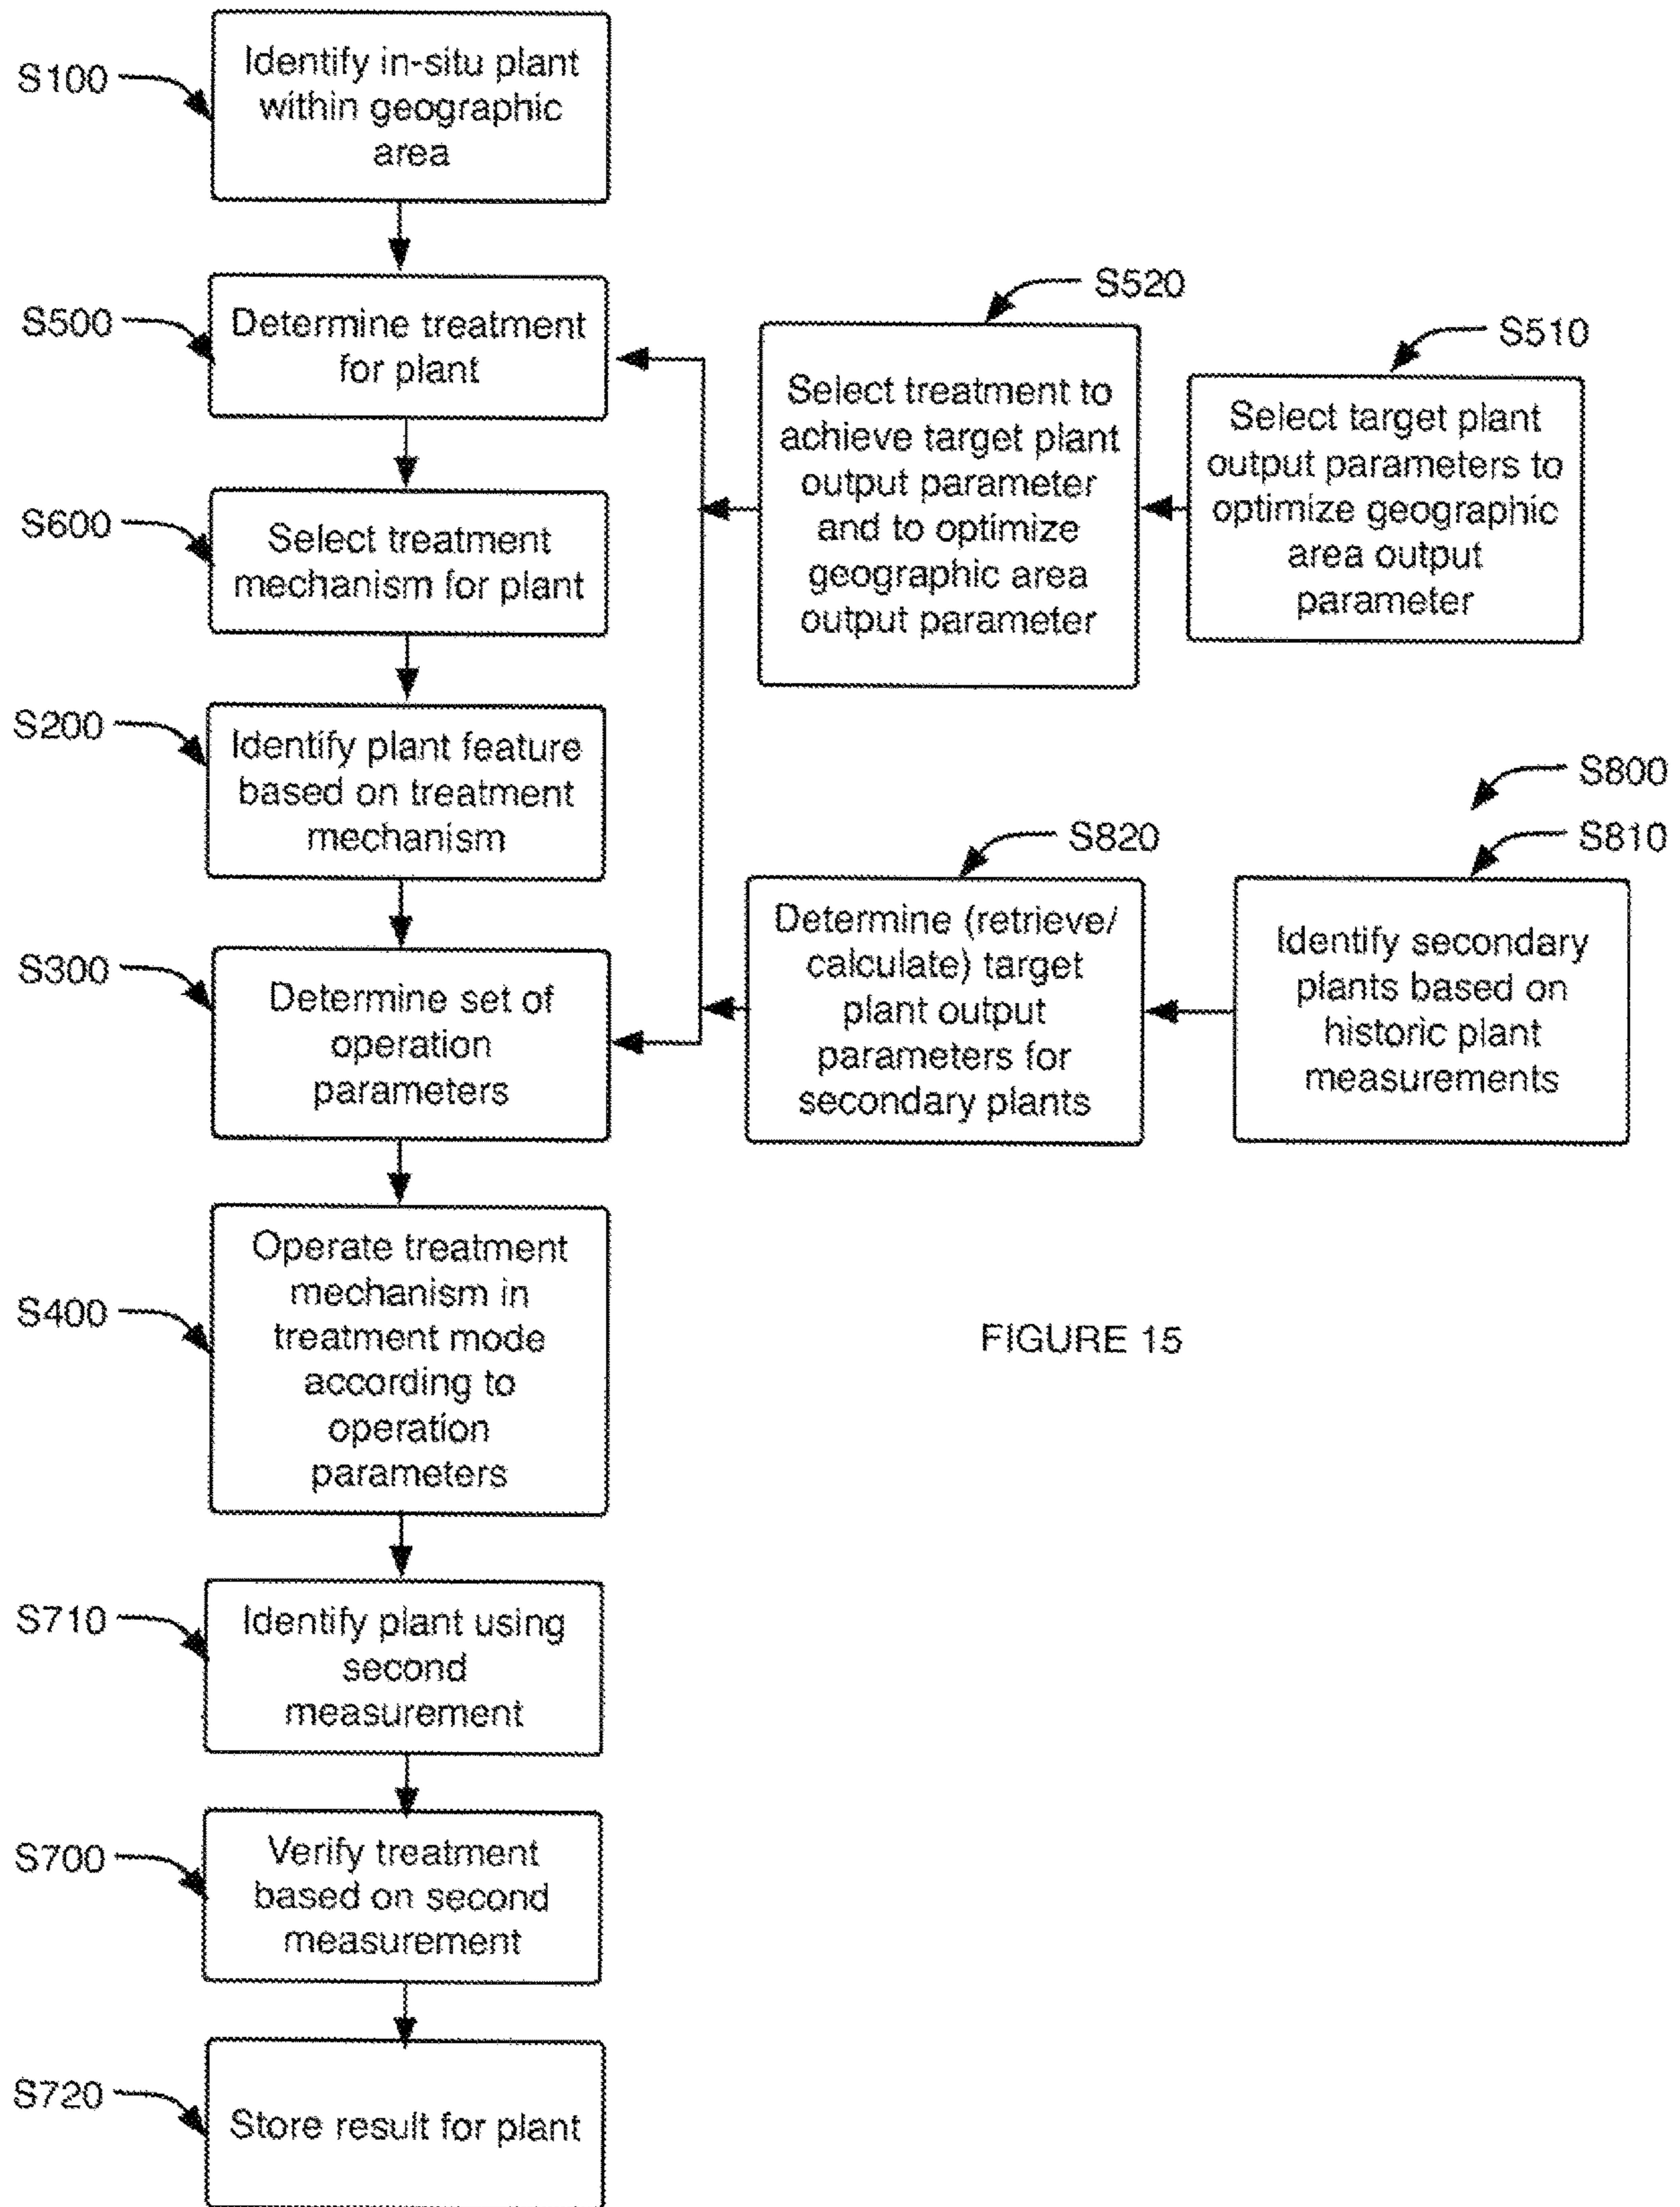 S100
Identify in-situ plant
within geographic
area
S500
Determine treatment
for plant
S520
Select treatment to
achieve target plant
output parameter
and to optimize
geographic area
output parameter
S510
Select target plant
output parameters to
optimize geographic
area output
parameter
S600
Select treatment
mechanism for plant
S200
Identify plant feature
based on treatment
mechanism
S800
S820
Determine (retrieve/
calculate) target
plant output
parameters for
secondary plants
S810
Identify secondary
plants based on
historic plant
measurements
S300
Determine set of
operation
parameters
S400
Operate treatment
mechanism in
treatment mode
according to
operation
parameters
FIGURE 15
S710
Identify plant using
second
measurement
S700
Verify treatment
based on second
measurement
S720
Store result for plant